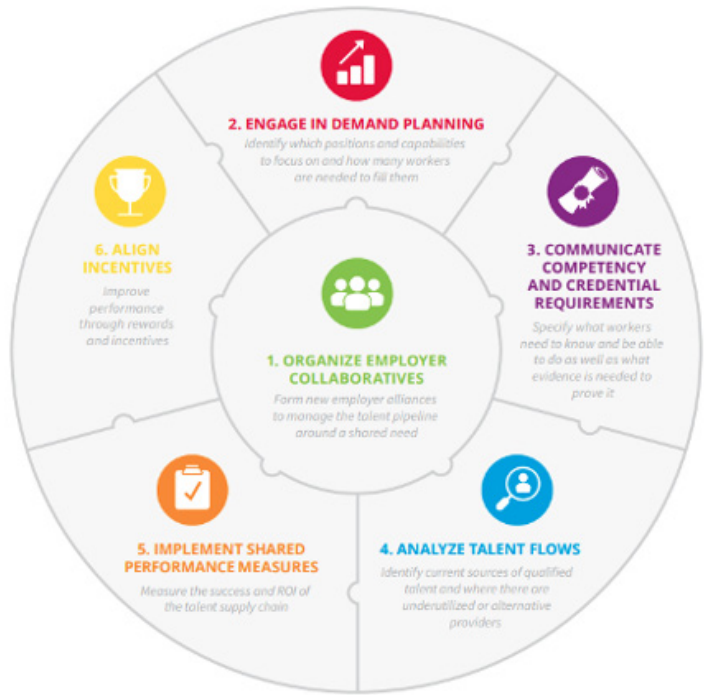 1. ORGANIZE EMPLOYER
COLLABORATIVES
Form new employer alliances
to manage the talent pipeline
around a shared need
2. ENGAGE IN DEMAND PLANNING
Identify which positions and capabilities
to focus on and how many workers
are needed to fill them
3. COMMUNICATE
COMPETENCY
AND CREDENTIAL
REQUIREMENTS
Specify what workers
need to know and be able
to do as well as what
evidence is needed to
prove it
4. ANALYZE TALENT FLOWS
Identify current sources of qualified
talent and where there are
underutilized or alternative
providers
5. IMPLEMENT SHARED
PERFORMANCE MEASURES
Measure the success and ROI of
the talent supply chain
6. ALIGN
INCENTIVES
Improve
performance
through rewards
and incentives